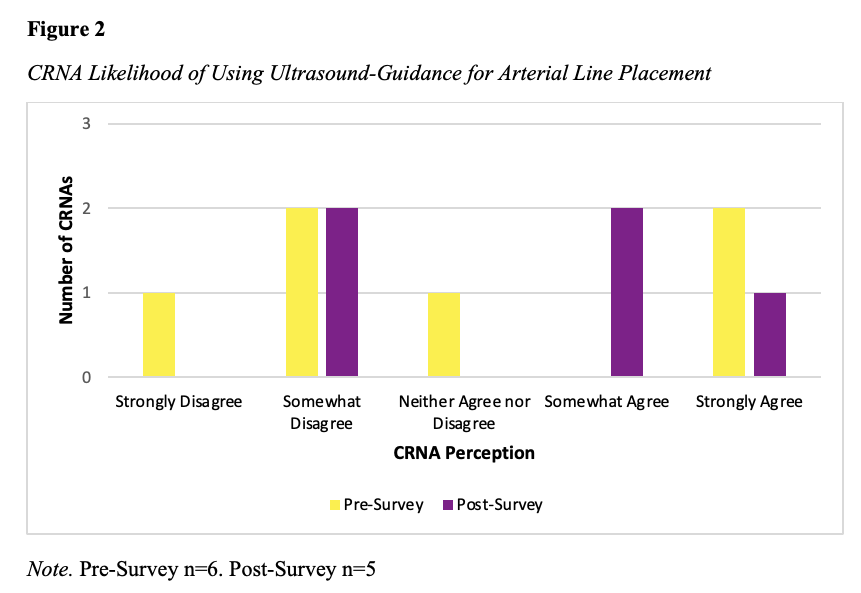 Figure 2
CRNA Likelihood of Using Ultrasound-Guidance for Arterial Line Placement
3
2
1
0
Number of CRNAs
Strongly Disagree
Somewhat
Disagree
Neither Agree nor
Disagree
Somewhat Agree
Strongly Agree
CRNA Perception
Pre-Survey
Post-Survey
Note. Pre-Survey n=6. Post-Survey n=5